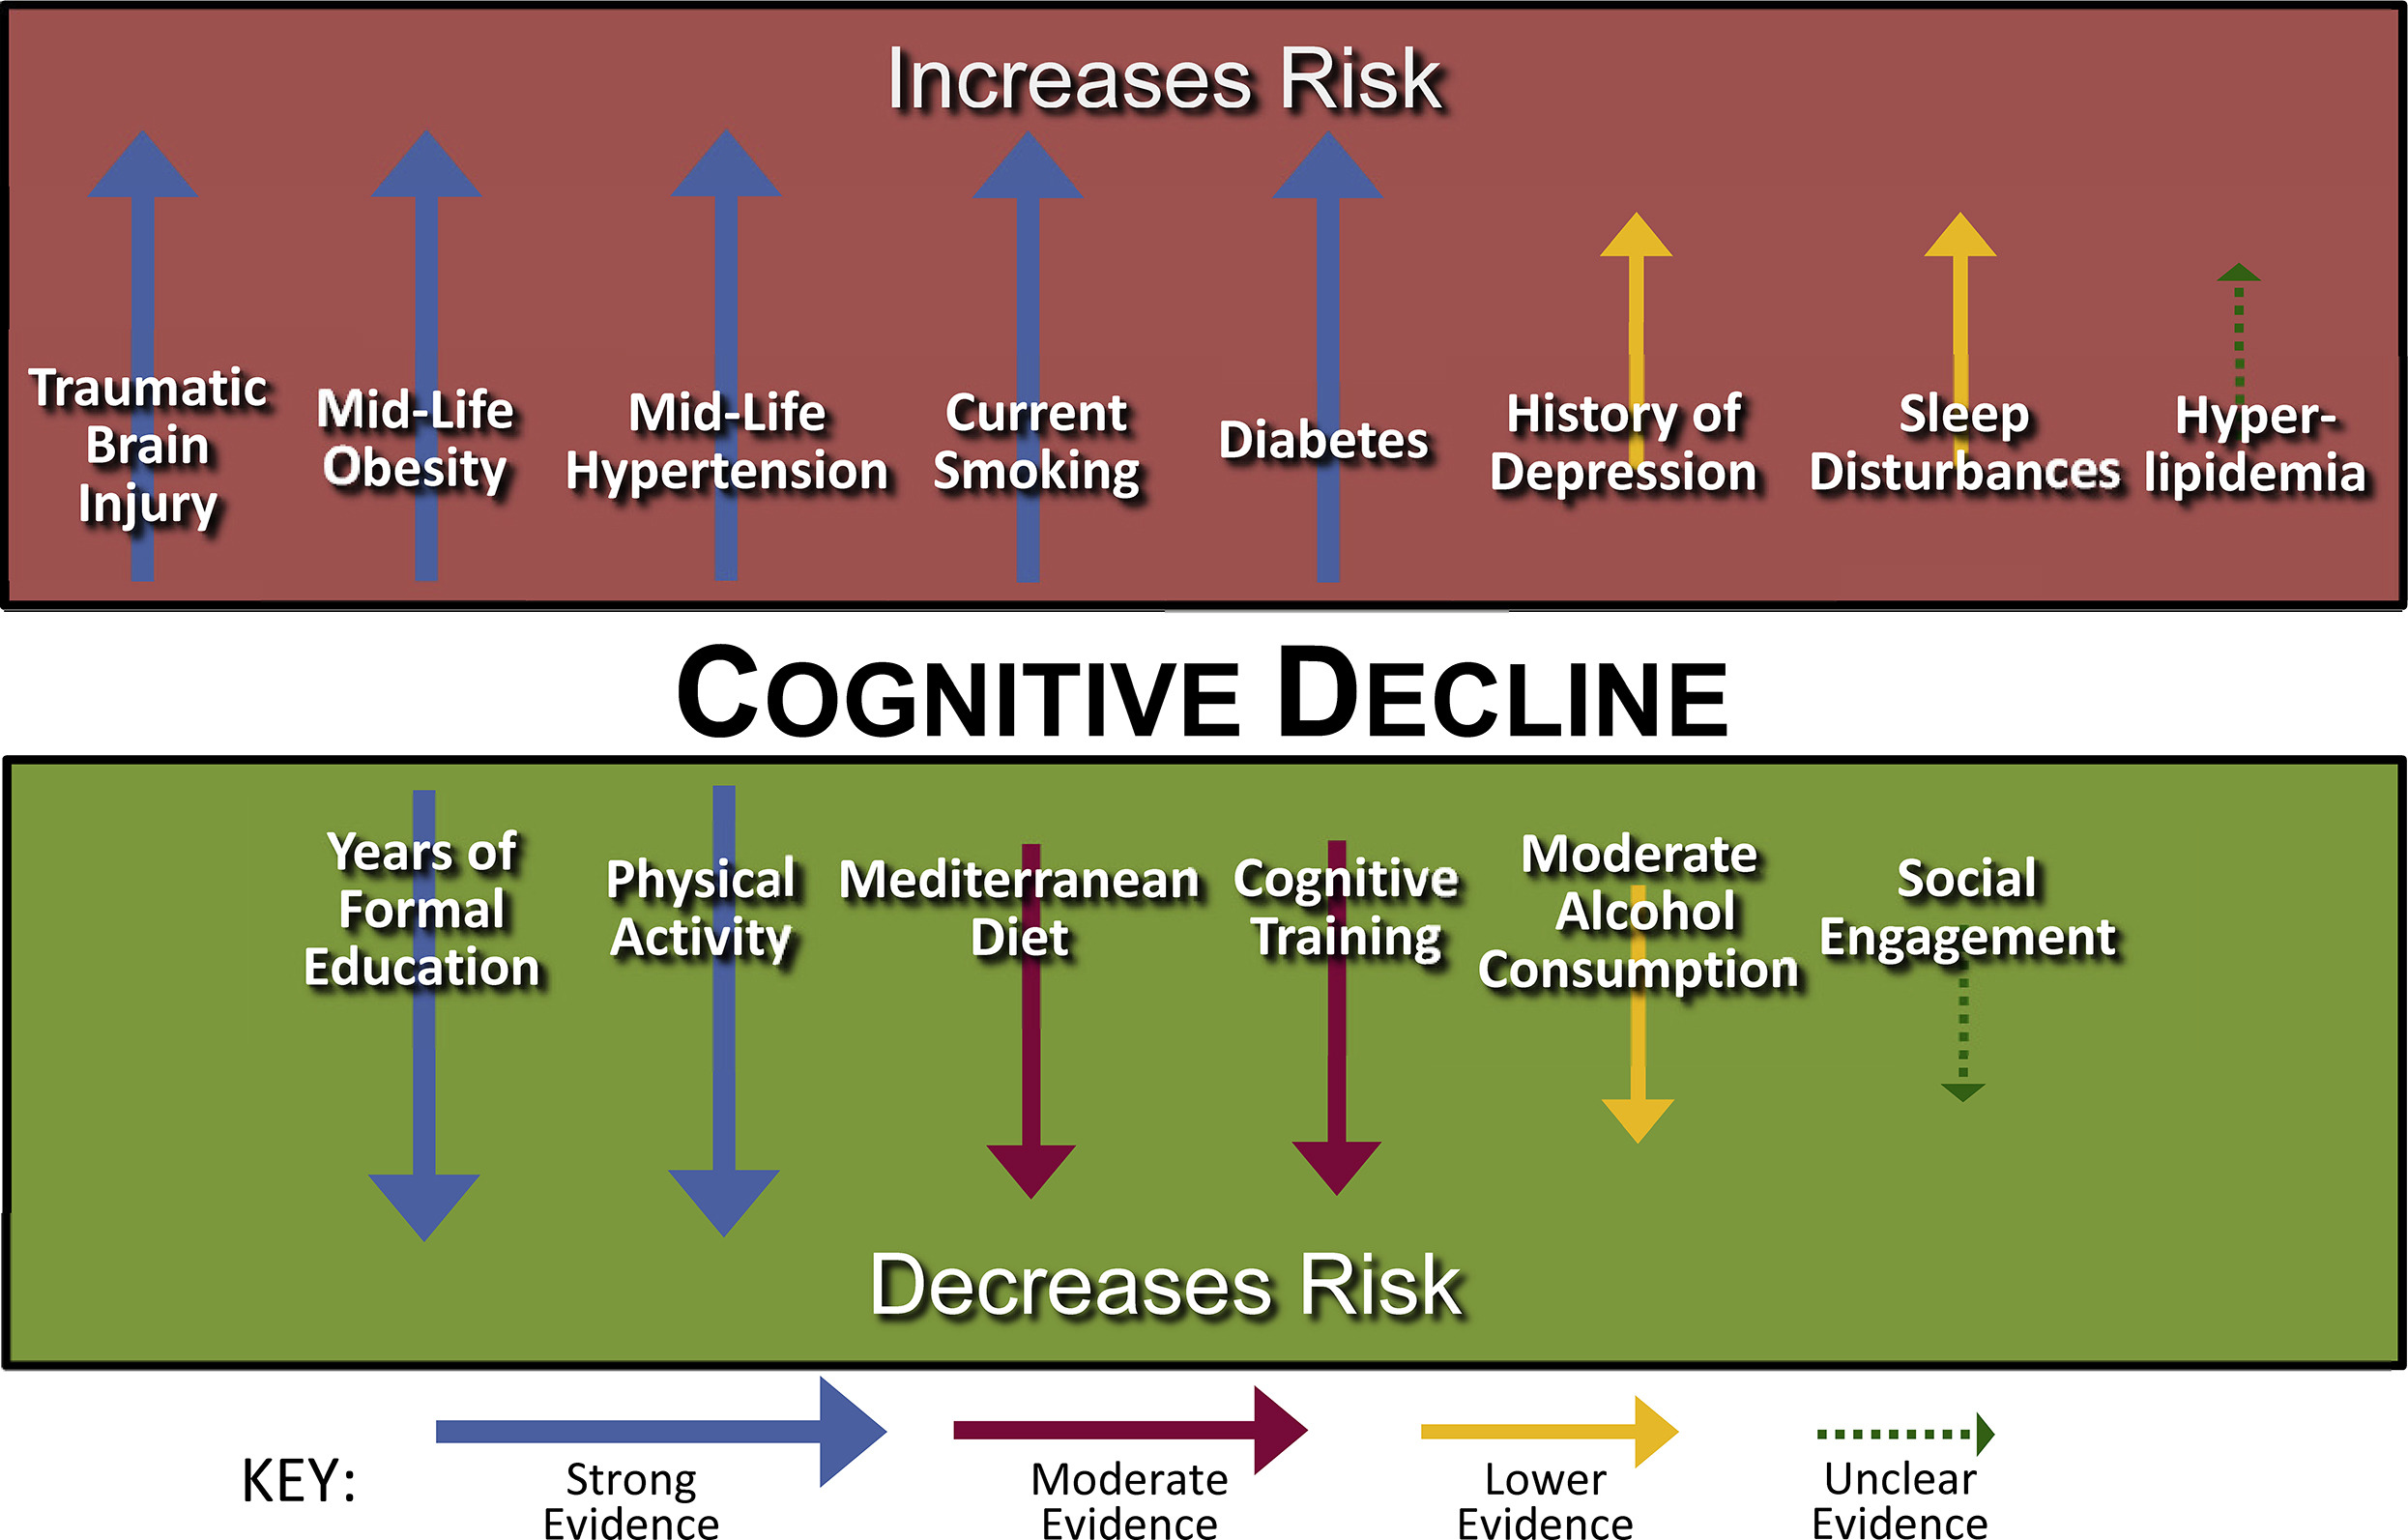 Increases Risk
Traumatic
Brain
Injury
Mid-Life
Obesity
Mid-Life
Hypertension
Current
Smoking
Diabetes
History of
Depression
Sleep
Disturbances
Hyper-
lipidemia
COGNITIVE DECLINE
Years of
Formal
Education
Physical
Activity
Mediterranean
Diet
Cognitive
Training
Moderate
Alcohol
Consumption
Social
Engagement
Decreases Risk
KEY:
Strong
Evidence
Moderate
Evidence
Lower
Evidence
Unclear
Evidence